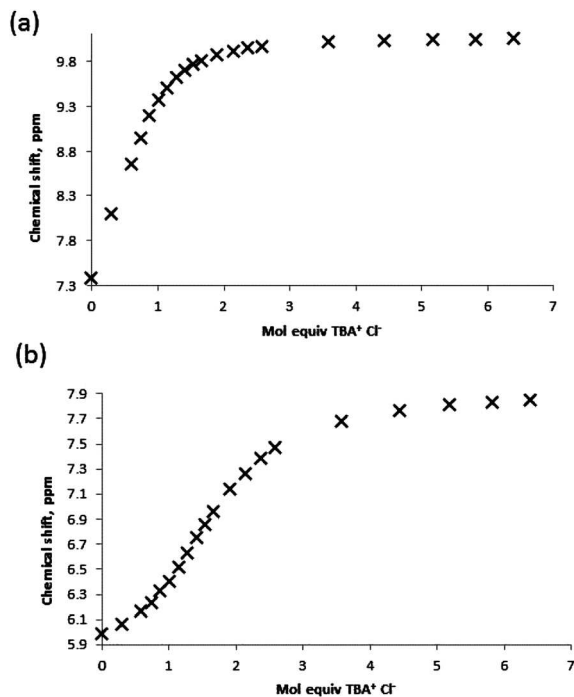 (a)
Chemical shift, ppm
9.8
9.3
8.8
8.3
7.8
7.3
0 1 2 3 4 5 6 7
Mol equiv TBA⁺ Cl⁻
(b)
Chemical shift, ppm
7.9
7.7
7.5
7.3
7.1
6.9
6.7
6.5
6.3
6.1
5.9
0 1 2 3 4 5 6 7
Mol equiv TBA⁺ Cl⁻